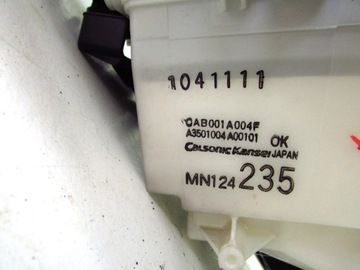 1041111
CAB001A004F
A3501004A00101 OK
Calsonic Kansei JAPAN
MN124235